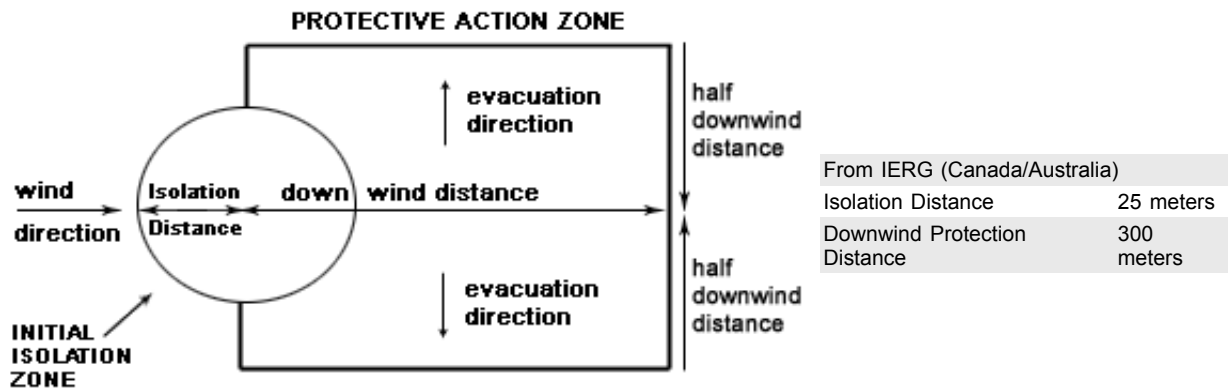 PROTECTIVE ACTION ZONE
evacuation
direction
half
downwind
distance
wind
direction
Isolation
Distance
down wind distance
evacuation
direction
half
downwind
distance
INITIAL
ISOLATION
ZONE
From IERG (Canada/Australia)
Isolation Distance 25 meters
Downwind Protection 300
Distance meters